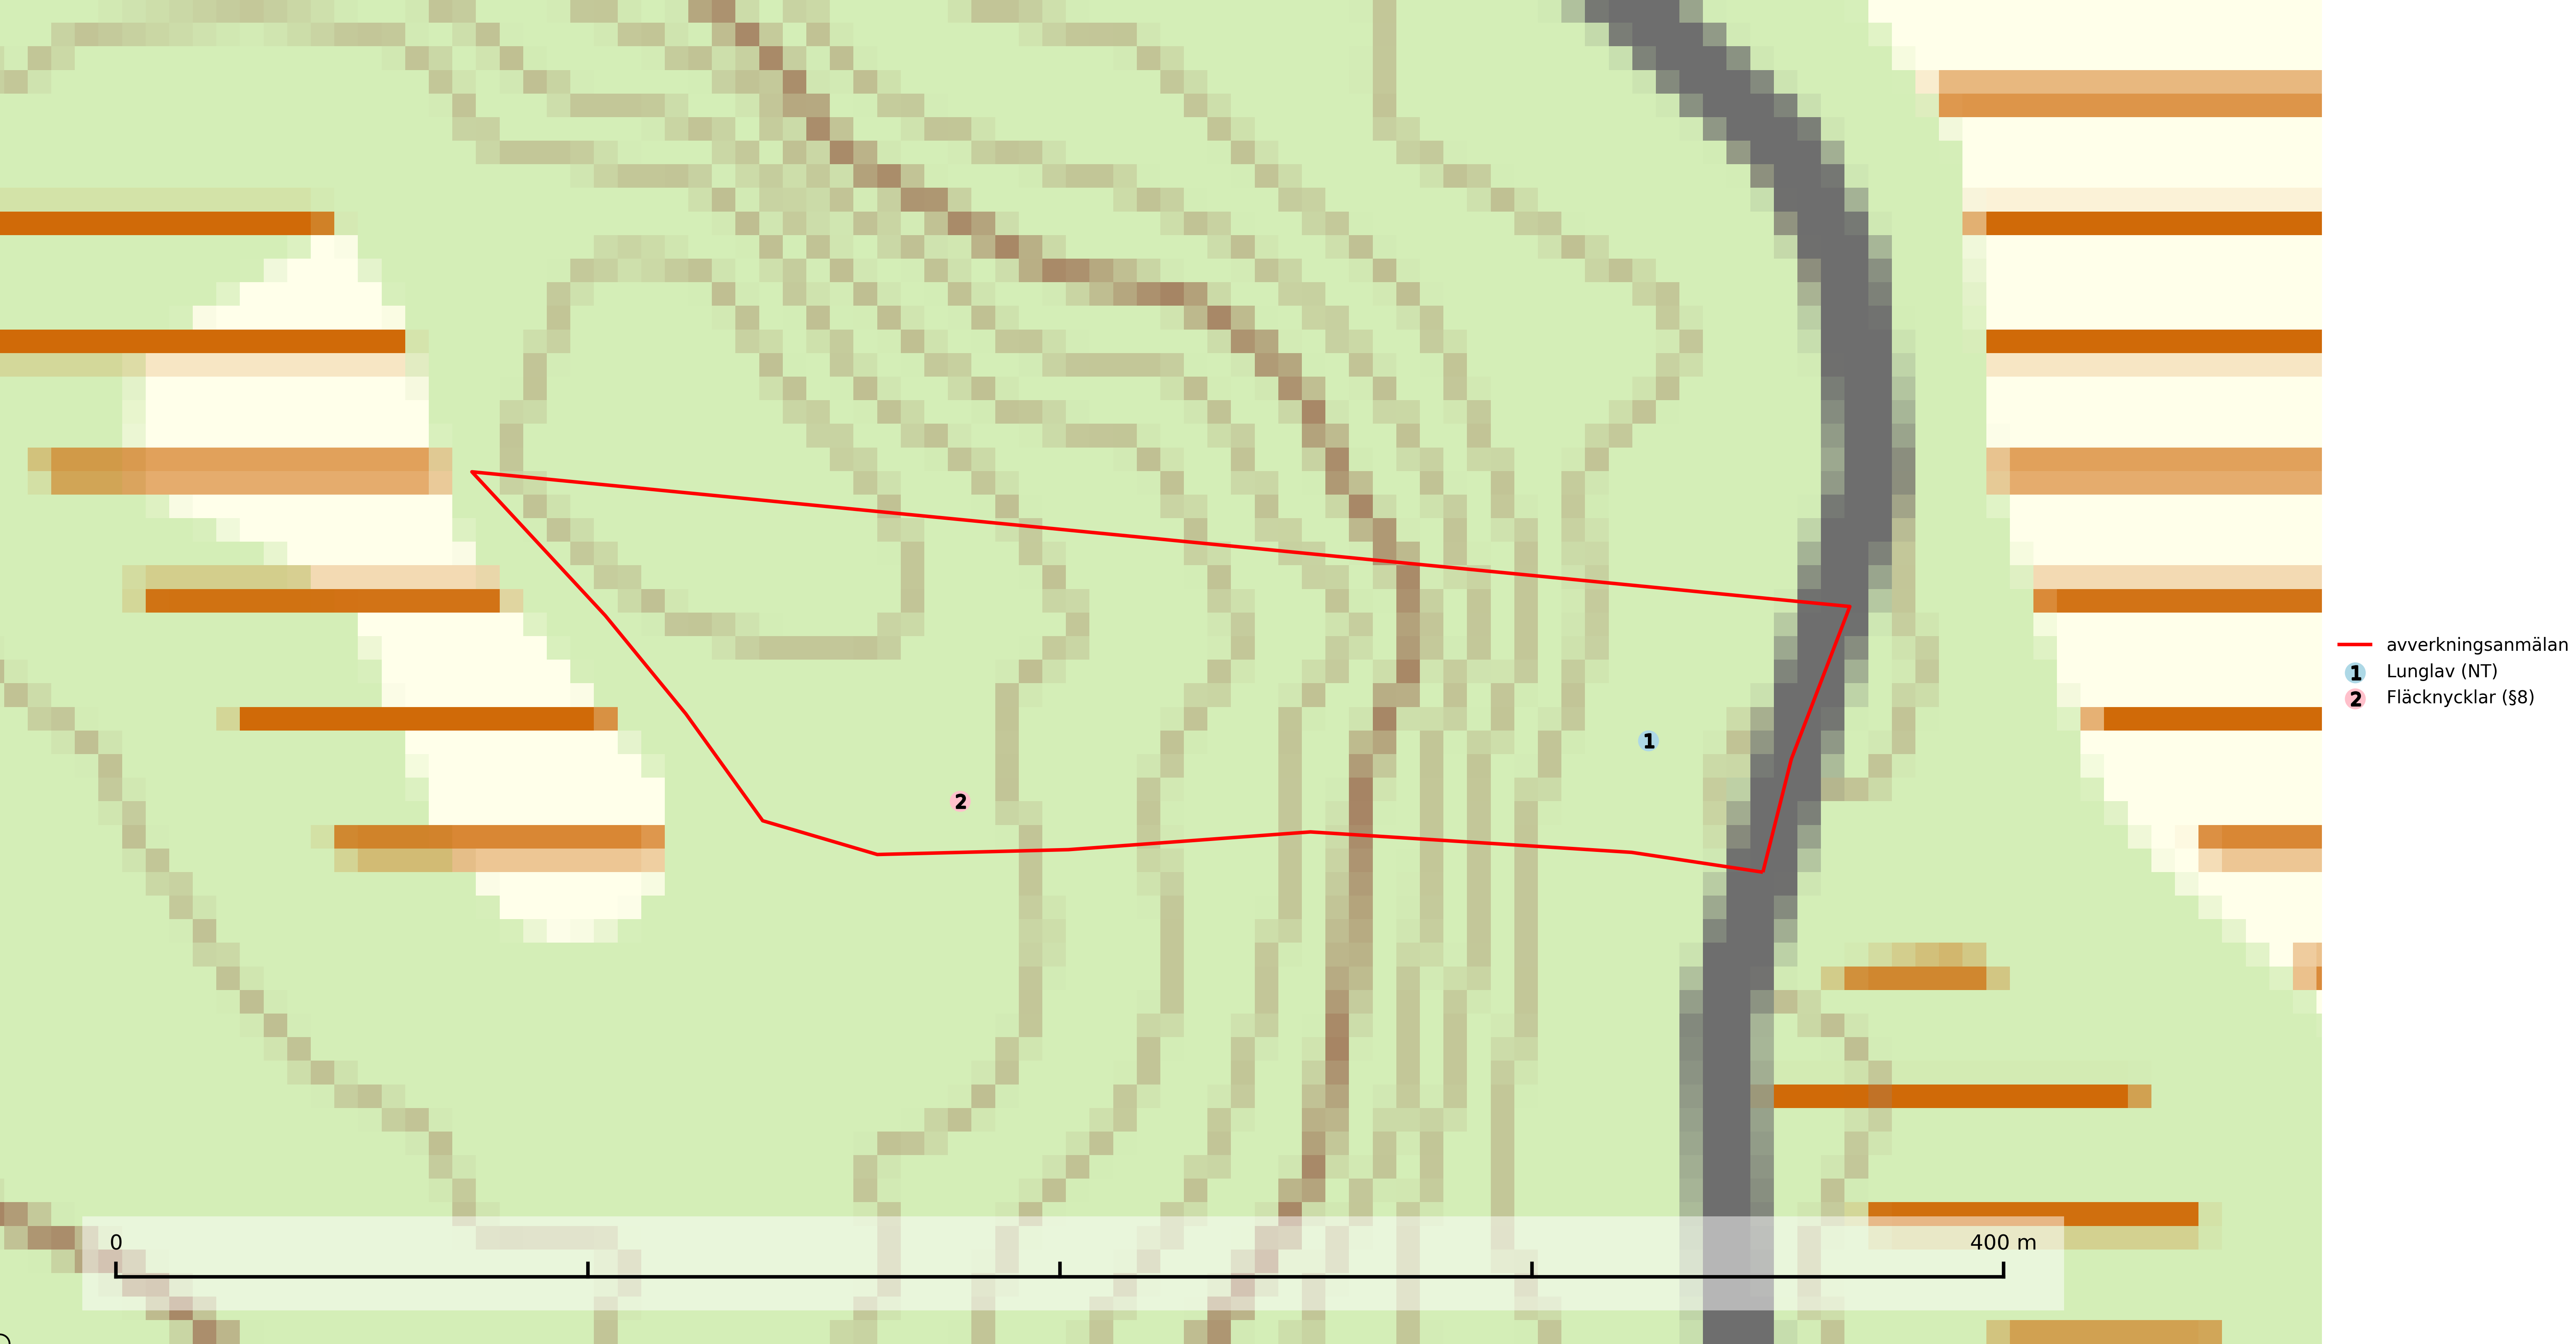 1
2
avverkningsanmälan
1 Lunglav (NT)
2 Fläcknycklar (§8)
0 400 m